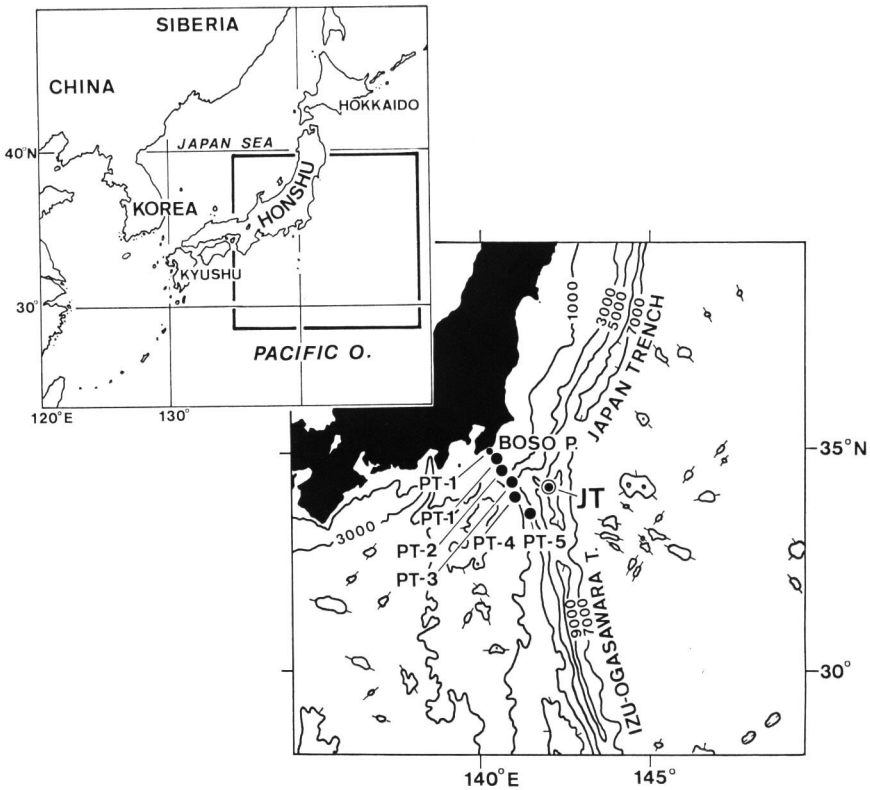 SIBERIA
CHINA
HOKKAIDO
JAPAN SEA
40°N
HONSHU
KOREA
KYUSHU
30°
PACIFIC O.
120°E
130°
1000
3000
5000
7000
JAPAN TRENCH
BOSO P.
35°N
PT-1
JT
PT-1
3000
PT-2
PT-4
PT-5
PT-3
9000
7000
IZU-OGASAWARA T.
30°
140°E
145°